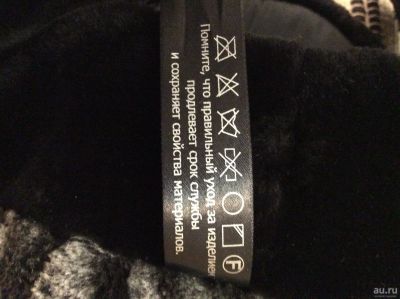 Помните, что правильный уход за изделием
продлевает срок службы
и сохраняет свойства материалов.
F
au.ru